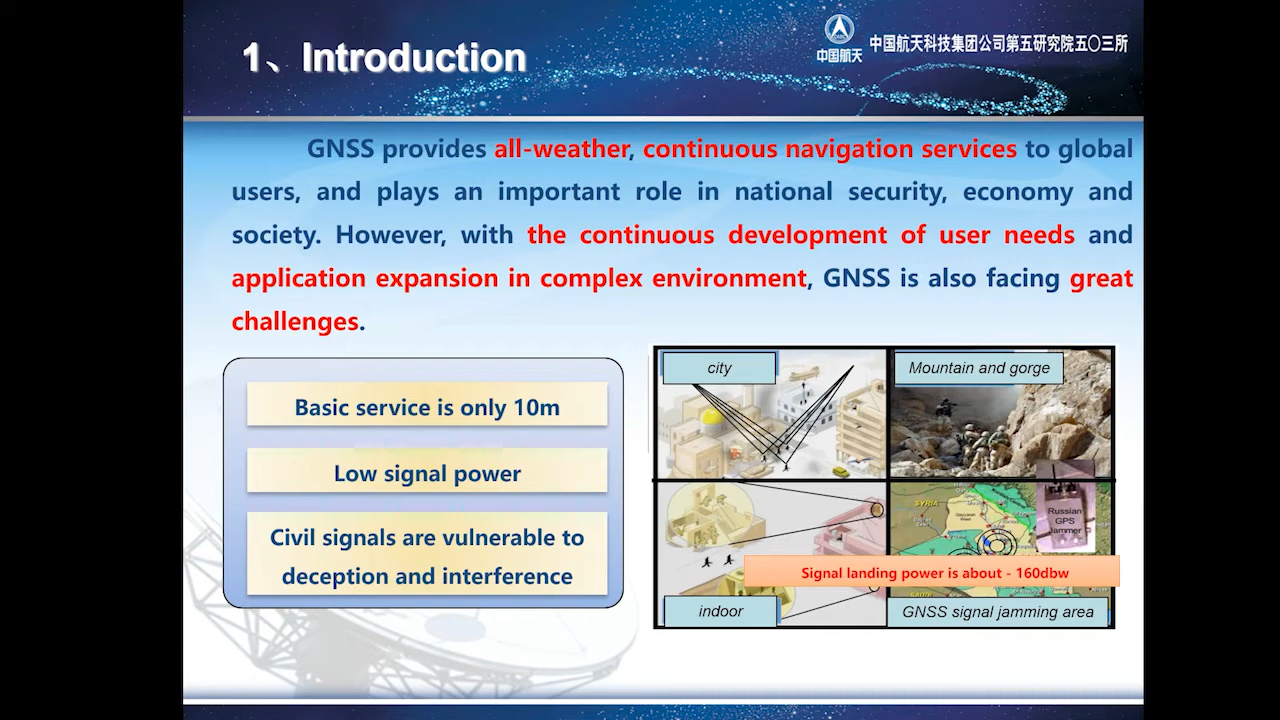 1、Introduction
中国航天
中国航天科技集团公司第五研究院五〇三所
GNSS provides all-weather, continuous navigation services to global
users, and plays an important role in national security, economy and
society. However, with the continuous development of user needs and
application expansion in complex environment, GNSS is also facing great
challenges.
Basic service is only 10m
Low signal power
Civil signals are vulnerable to
deception and interference
city
Mountain and gorge
SYRIA
Russian
GPS
Jammer
Signal landing power is about - 160dbw
indoor
GNSS signal jamming area